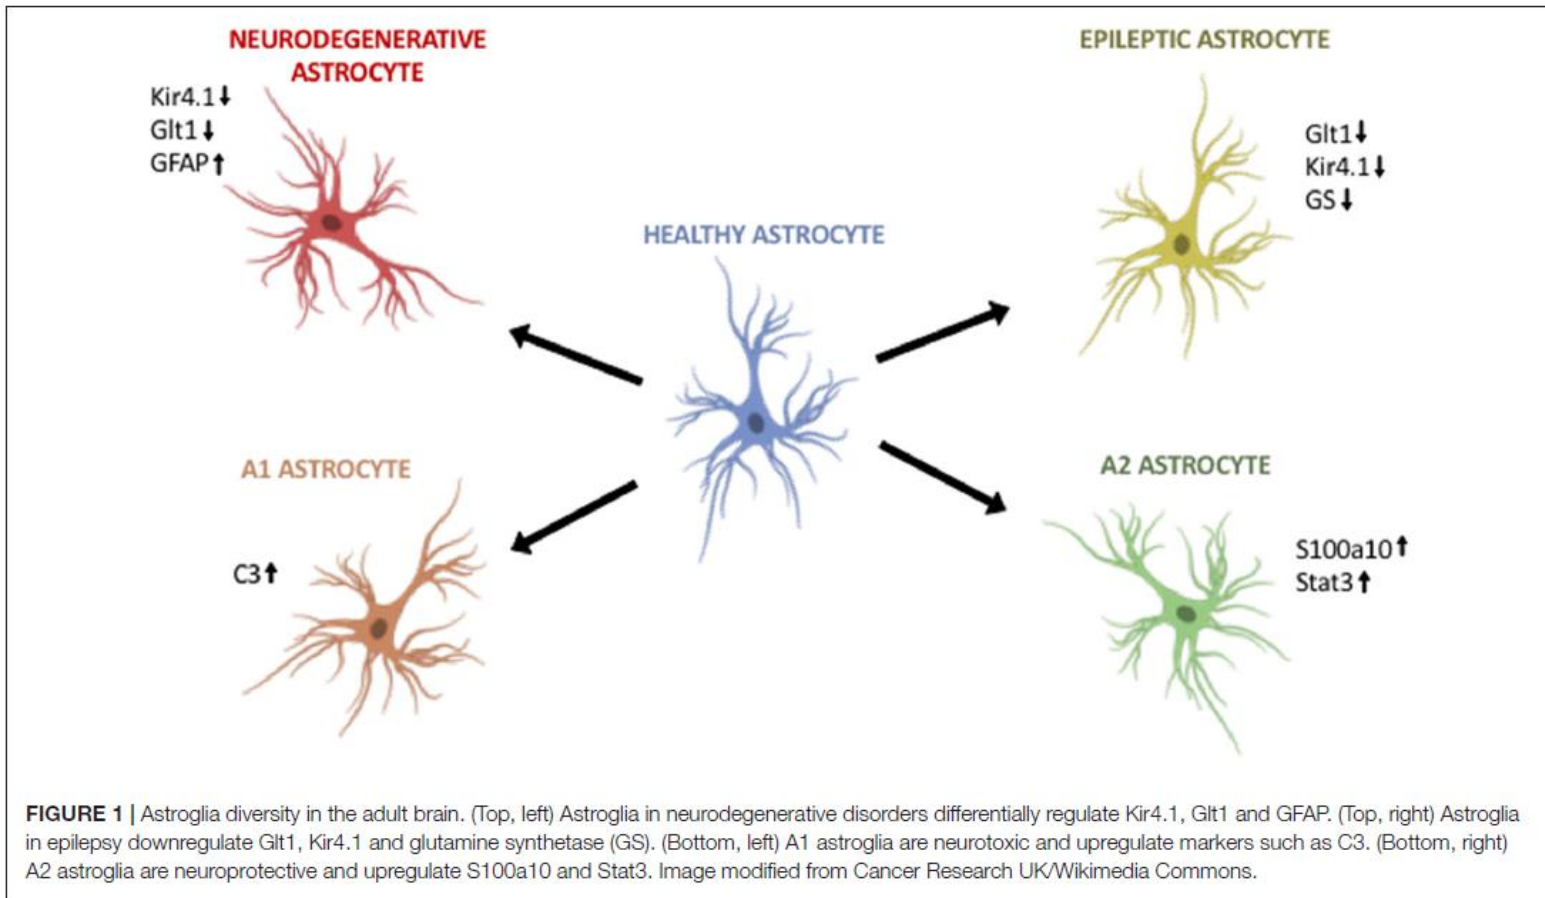 NEURODEGENERATIVE
ASTROCYTE
Kir4.1↓
Glt1↓
GFAP↑
EPILEPTIC ASTROCYTE
Glt1↓
Kir4.1↓
GS↓
HEALTHY ASTROCYTE
A1 ASTROCYTE
C3↑
A2 ASTROCYTE
S100a10↑
Stat3↑
FIGURE 1 | Astroglia diversity in the adult brain. (Top, left) Astroglia in neurodegenerative disorders differentially regulate Kir4.1, Glt1 and GFAP. (Top, right) Astroglia
in epilepsy downregulate Glt1, Kir4.1 and glutamine synthetase (GS). (Bottom, left) A1 astroglia are neurotoxic and upregulate markers such as C3. (Bottom, right)
A2 astroglia are neuroprotective and upregulate S100a10 and Stat3. Image modified from Cancer Research UK/Wikimedia Commons.